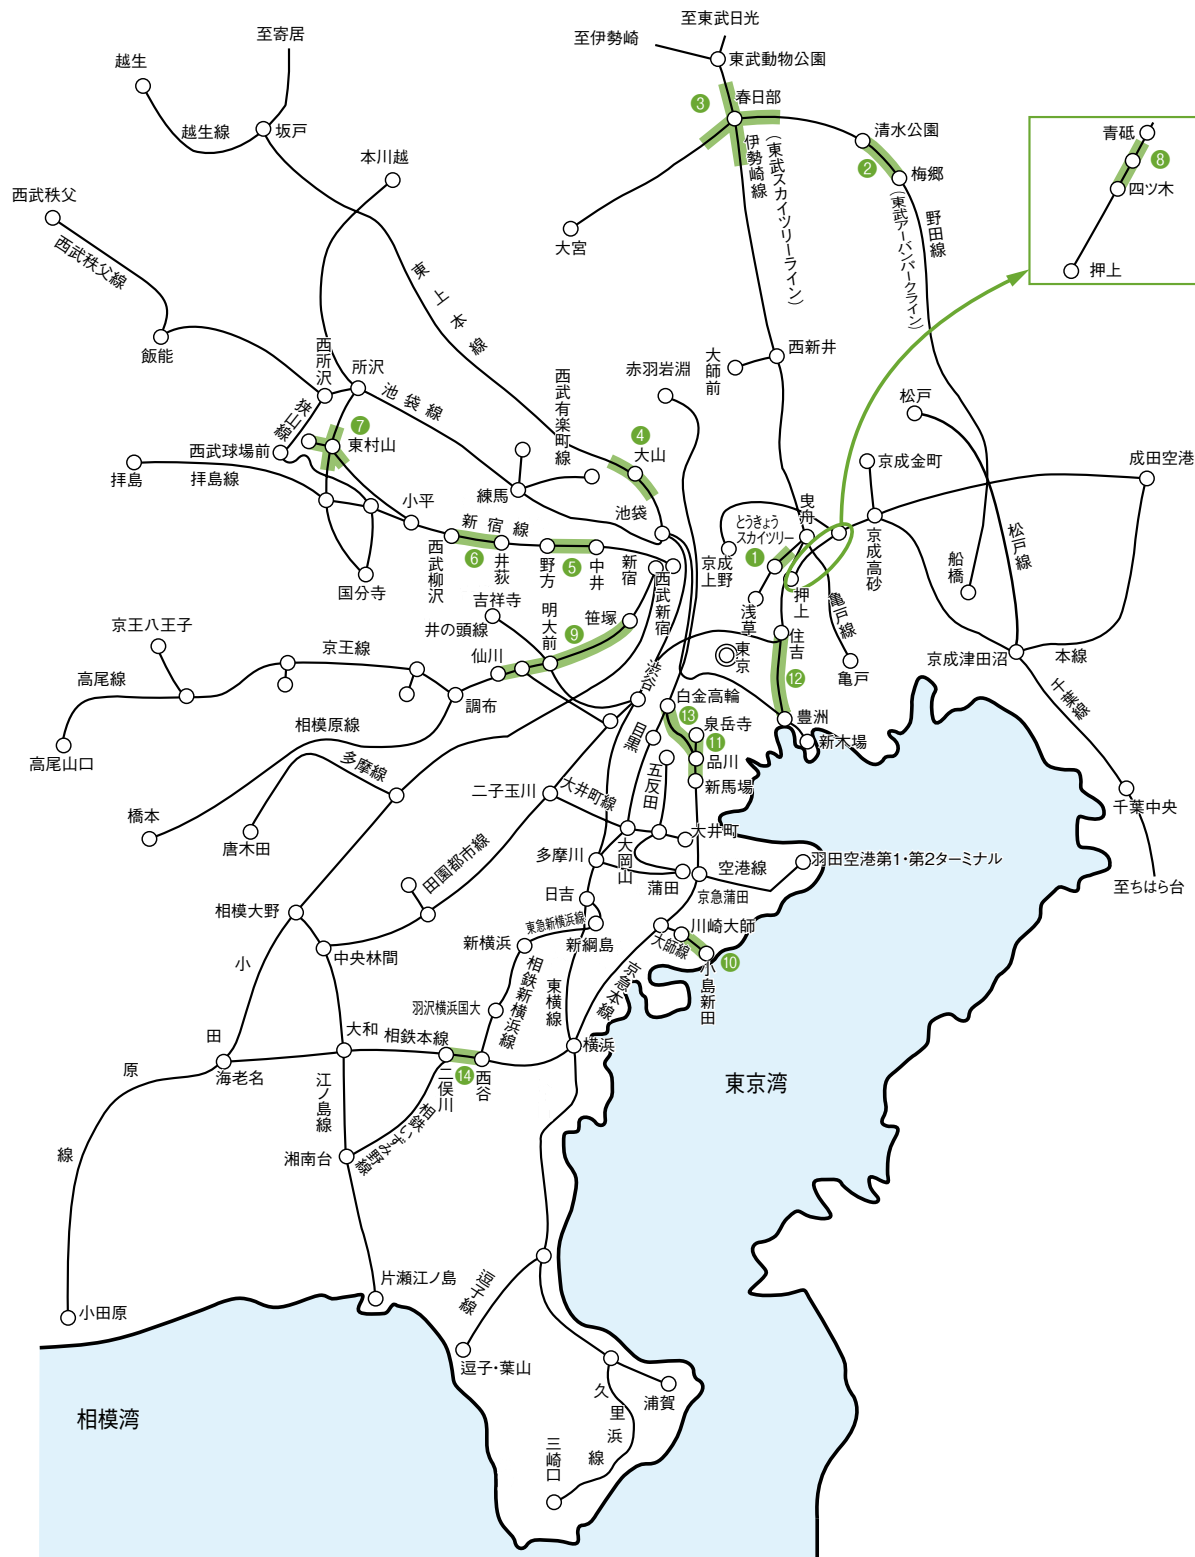 至東武日光
至伊勢崎
至寄居
東武動物公園
越生
越生線
坂戸
③
春日部
伊勢崎線
（東武スカイツリーライン）
清水公園
②
梅郷
野田線
（東武アーバンパークライン）
青砥
⑧
四ツ木
押上
本川越
西武秩父
西武秩父線
大宮
東上本線
飯能
西所沢
所沢
池袋線
狭山線
西武有楽町線
赤羽岩淵
大師前
西新井
松戸
⑦
東村山
西武球場前
④
大山
拝島
拝島線
小平
練馬
池袋
京成金町
成田空港
新宿線
曳舟
とうきょう
スカイツリー
①
京成上野
京成高砂
松戸線
船橋
西武柳沢
⑥
井荻
野方
⑤
中井
新宿
西武新宿
押上
浅草
国分寺
吉祥寺
井の頭線
明大前
笹塚
⑨
仙川
東京
住吉
亀戸線
亀戸
京成津田沼
本線
京王八王子
京王線
高尾線
調布
渋谷
⑫
千葉線
高尾山口
相模原線
多摩線
白金高輪
⑬
泉岳寺
⑪
品川
新馬場
豊洲
新木場
目黒
五反田
橋本
唐木田
二子玉川
大井町線
大井町
千葉中央
田園都市線
多摩川
大岡山
蒲田
空港線
京急蒲田
羽田空港第1・第2ターミナル
至ちはら台
相模大野
日吉
東急新横浜線
新綱島
新横浜
川崎大師
大師線
⑩
小島新田
中央林間
相鉄新横浜線
羽沢横浜国大
東横線
京急本線
小田原線
大和
相鉄本線
横浜
海老名
二俣川
⑭
西谷
東京湾
江ノ島線
相鉄いずみ野線
湘南台
片瀬江ノ島
逗子線
小田原
逗子・葉山
久里浜線
浦賀
相模湾
三崎口